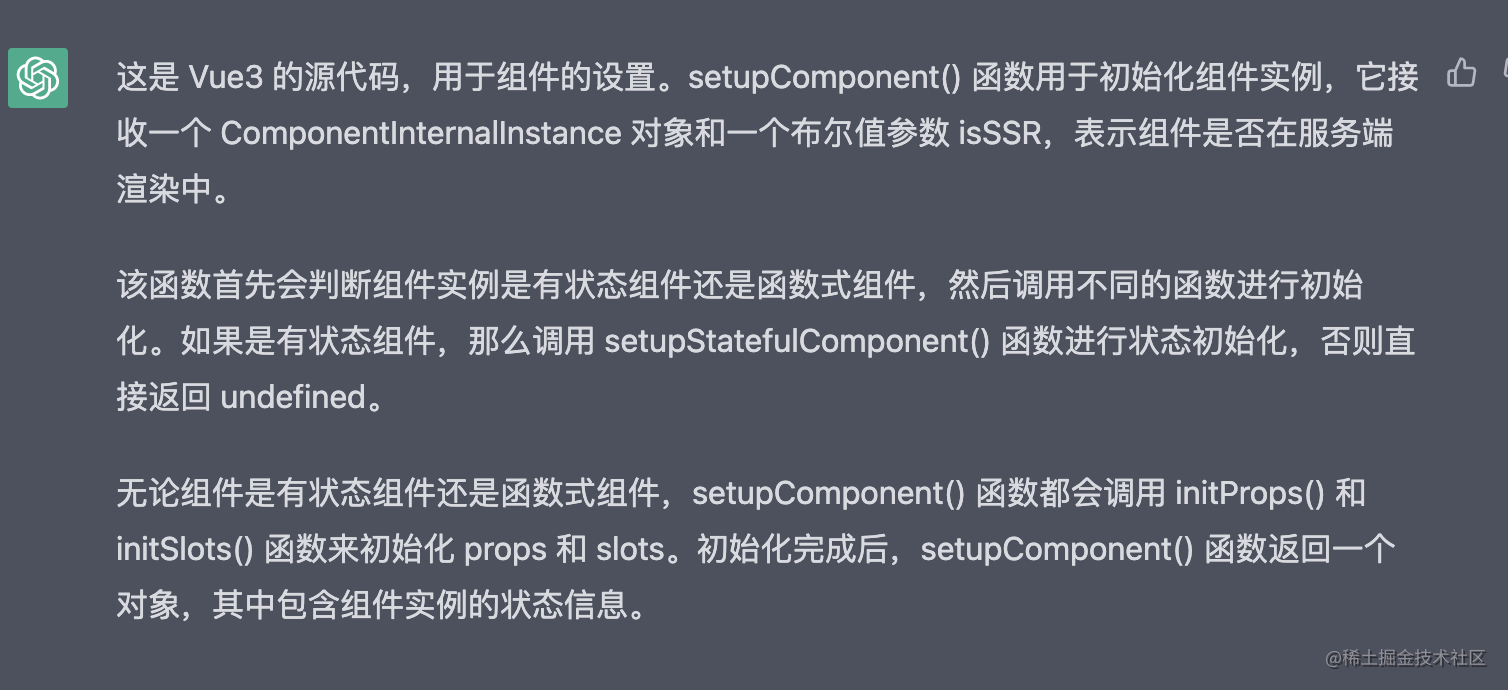 这是 Vue3 的源代码，用于组件的设置。setupComponent() 函数用于初始化组件实例，它接
收一个 ComponentInternalInstance 对象和一个布尔值参数 isSSR，表示组件是否在服务端
渲染中。
该函数首先会判断组件实例是有状态组件还是函数式组件，然后调用不同的函数进行初始
化。如果是有状态组件，那么调用 setupStatefulComponent() 函数进行状态初始化，否则直
接返回 undefined。
无论组件是有状态组件还是函数式组件，setupComponent() 函数都会调用 initProps() 和
initSlots() 函数来初始化 props 和 slots。初始化完成后，setupComponent() 函数返回一个
对象，其中包含组件实例的状态信息。
@稀土掘金技术社区